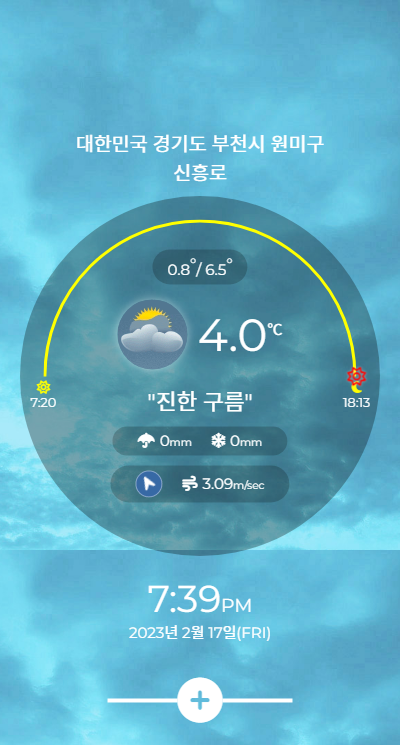 대한민국 경기도 부천시 원미구
신흥로
0.8°/ 6.5°
4.0℃
"진한 구름"
7:20
18:13
0mm 0mm
3.09m/sec
7:39PM
2023년 2월 17일(FRI)
+